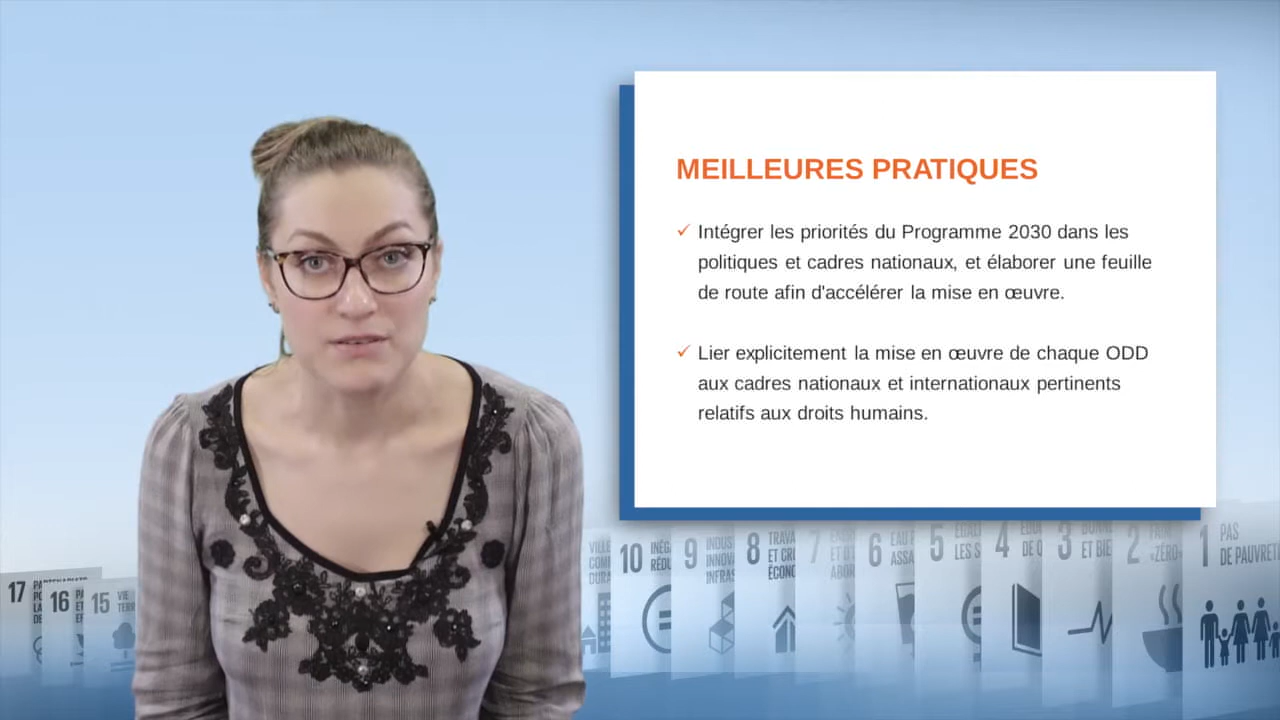 MEILLEURES PRATIQUES
✓ Intégrer les priorités du Programme 2030 dans les
politiques et cadres nationaux, et élaborer une feuille
de route afin d'accélérer la mise en œuvre.
✓ Lier explicitement la mise en œuvre de chaque ODD
aux cadres nationaux et internationaux pertinents
relatifs aux droits humains.
17
16
15 VIE
10
9
8
7
6
5
4
3
2
1 PAS
DE PAUVRET